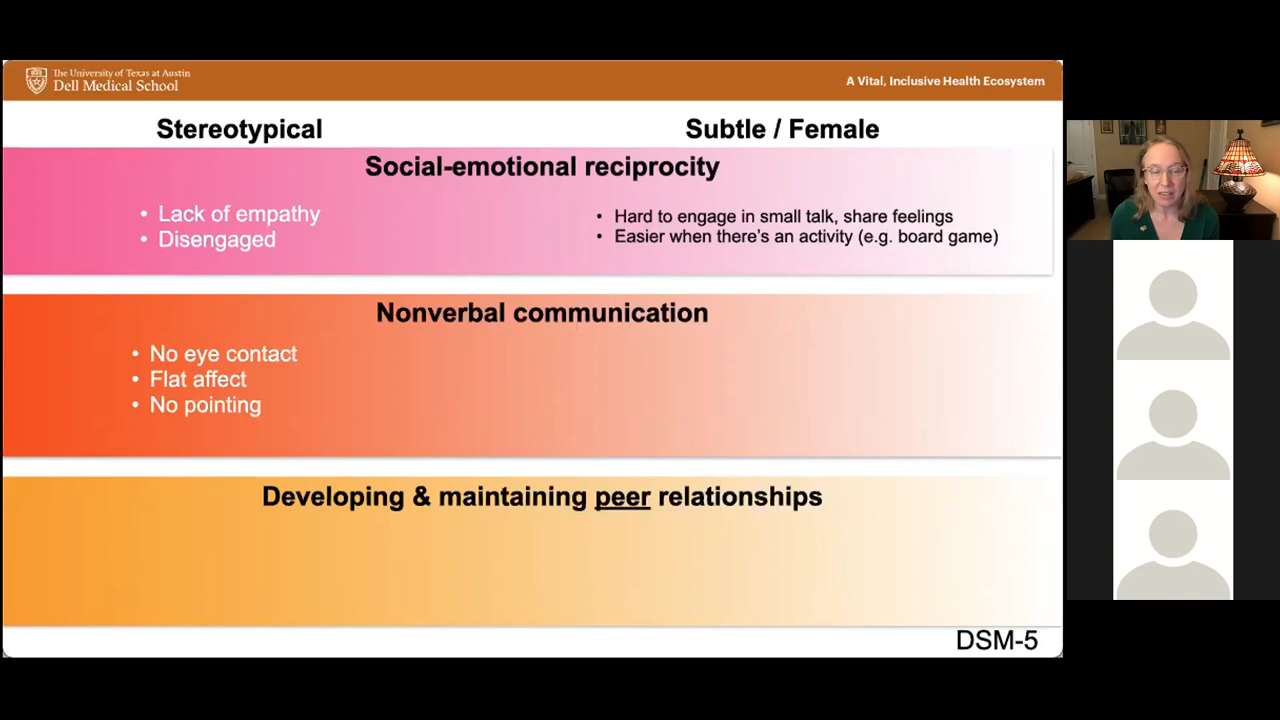 The University of Texas at Austin
Dell Medical School
A Vital, Inclusive Health Ecosystem
Stereotypical
Subtle / Female
Social-emotional reciprocity
• Lack of empathy
• Disengaged
• Hard to engage in small talk, share feelings
• Easier when there's an activity (e.g. board game)
Nonverbal communication
• No eye contact
• Flat affect
• No pointing
Developing & maintaining peer relationships
DSM-5